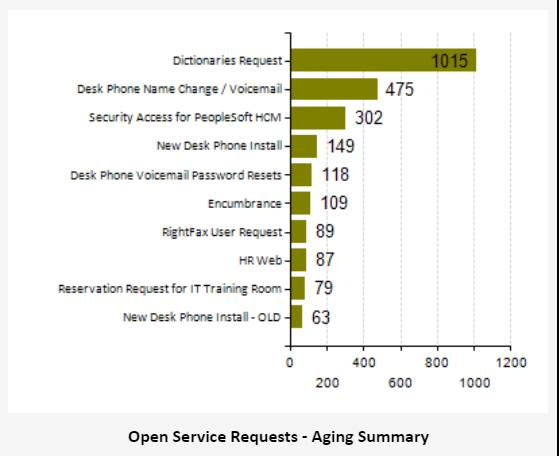 Dictionaries Request 1015
Desk Phone Name Change / Voicemail 475
Security Access for PeopleSoft HCM 302
New Desk Phone Install 149
Desk Phone Voicemail Password Resets 118
Encumbrance 109
RightFax User Request 89
HR Web 87
Reservation Request for IT Training Room 79
New Desk Phone Install - OLD 63
0 400 800 1200
200 600 1000
Open Service Requests - Aging Summary